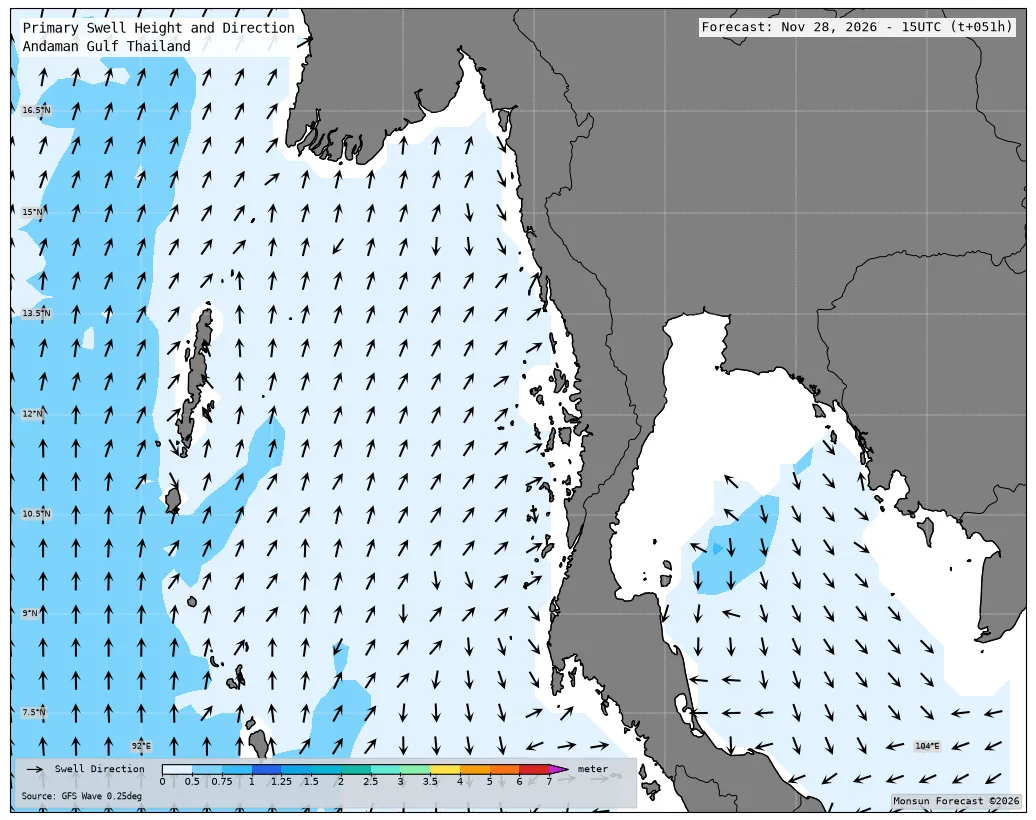 Primary Swell Height and Direction
Andaman Gulf Thailand
Forecast: Nov 28, 2026 - 15UTC (t+051h)
16.5°N
15°N
13.5°N
12°N
10.5°N
9°N
7.5°N
92°E
104°E
Swell Direction
0 0.5 0.75 1 1.25 1.5 2 2.5 3 3.5 4 5 6 7
meter
Source: GFS Wave 0.25deg
Monsun Forecast ©2026